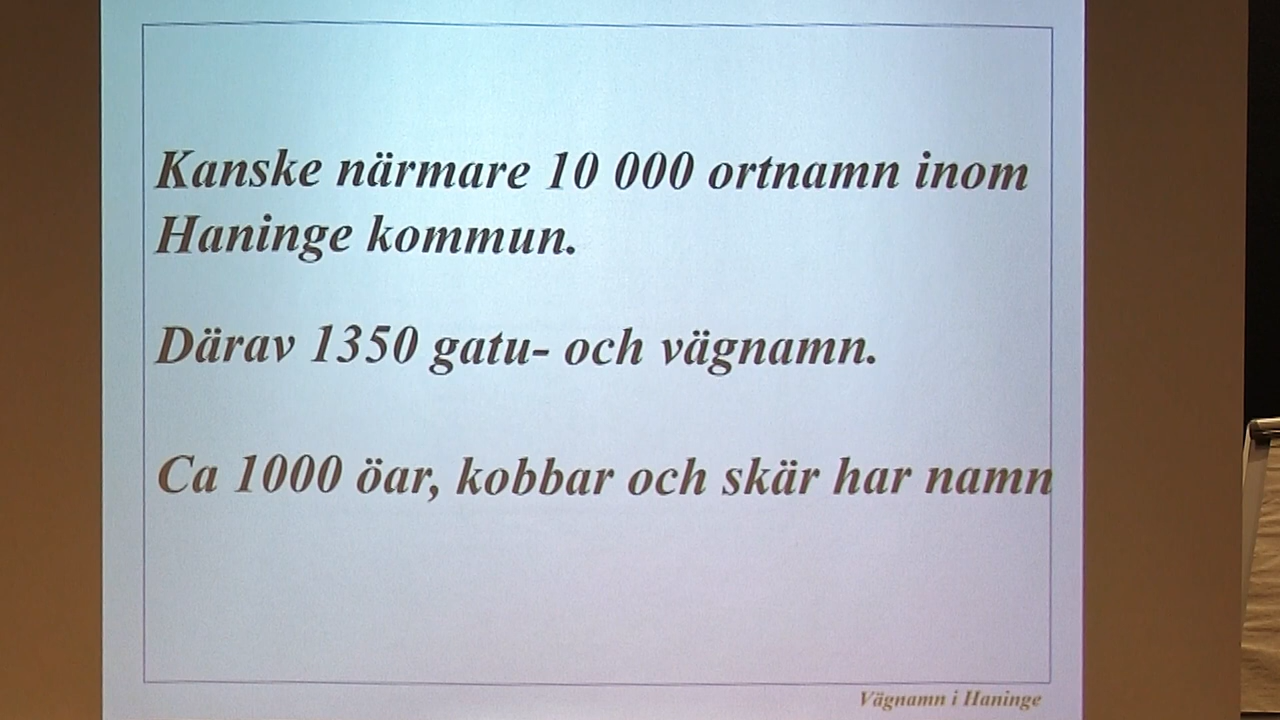 Kanske närmare 10 000 ortnamn inom
Haninge kommun.
Därav 1350 gatu- och vägnamn.
Ca 1000 öar, kobbar och skär har namn
Vägnamn i Haninge